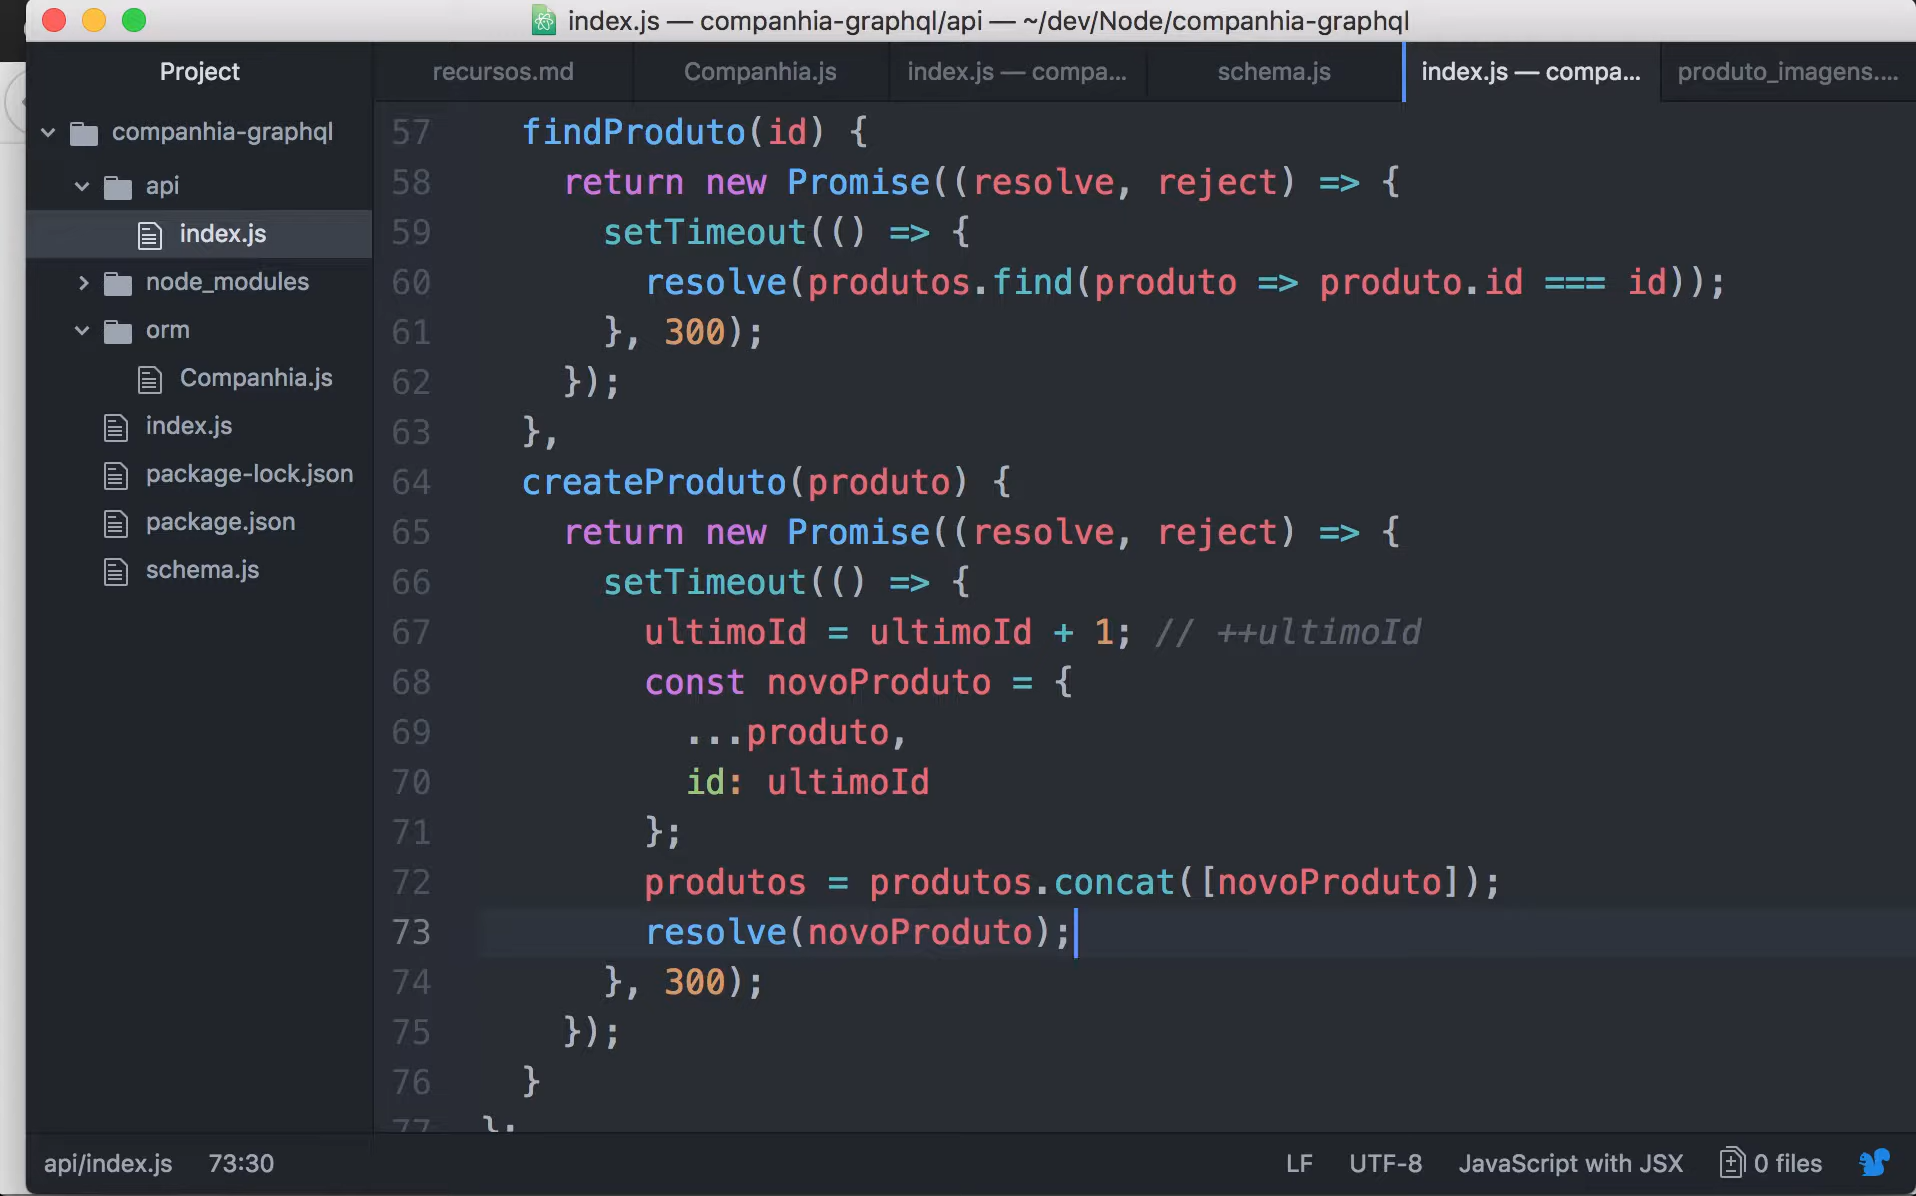 index.js — companhia-graphql/api — ~/dev/Node/companhia-graphql
Project
recursos.md
Companhia.js
index.js — compa...
schema.js
index.js — compa...
produto_imagens....
companhia-graphql
api
index.js
node_modules
orm
Companhia.js
index.js
package-lock.json
package.json
schema.js
57 findProduto(id) {
58 return new Promise((resolve, reject) => {
59 setTimeout(() => {
60 resolve(produtos.find(produto => produto.id === id));
61 }, 300);
62 });
63 },
64 createProduto(produto) {
65 return new Promise((resolve, reject) => {
66 setTimeout(() => {
67 ultimoId = ultimoId + 1; // ++ultimoId
68 const novoProduto = {
69 ...produto,
70 id: ultimoId
71 };
72 produtos = produtos.concat([novoProduto]);
73 resolve(novoProduto);
74 }, 300);
75 });
76 }
77 };
api/index.js 73:30
LF UTF-8 JavaScript with JSX 0 files